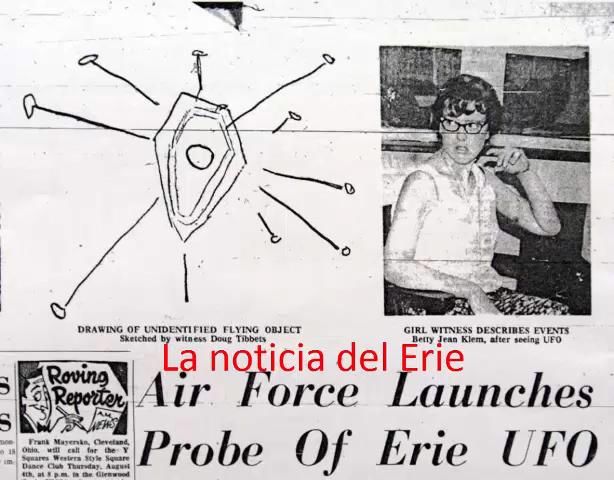 DRAWING OF UNIDENTIFIED FLYING OBJECT
Sketched by witness Doug Tibbets
GIRL WITNESS DESCRIBES EVENTS
Betty Jean Klem, after seeing UFO
La noticia del Erie
Roving
Reporter
NEWS
Frank Mayersko, Cleveland,
Ohio, will call for the Y
Squares Western Style Square
Dance Club Thursday, August
4th, at 8 p.m. in the Glenwood
Air Force Launches
Probe Of Erie UFO